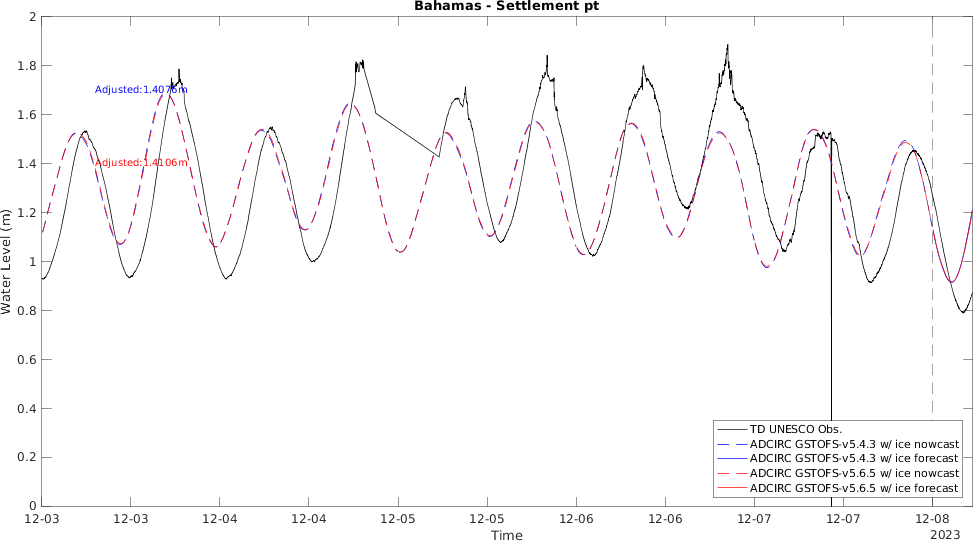 Bahamas - Settlement pt
2
1.8
1.6
1.4
1.2
1
0.8
0.6
0.4
0.2
0
Water Level (m)
Adjusted:1.4076m
Adjusted:1.4106m
TD UNESCO Obs.
ADCIRC GSTOFS-v5.4.3 w/ ice nowcast
ADCIRC GSTOFS-v5.4.3 w/ ice forecast
ADCIRC GSTOFS-v5.6.5 w/ ice nowcast
ADCIRC GSTOFS-v5.6.5 w/ ice forecast
12-03 12-03 12-04 12-04 12-05 12-05 12-06 12-06 12-07 12-07 12-08
Time
2023